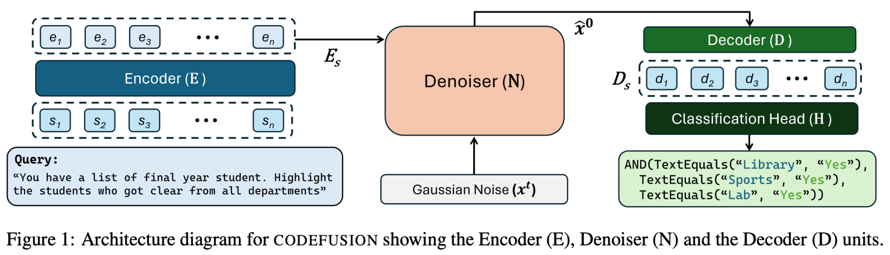 e1 e2 e3 ... en
Encoder (E)
s1 s2 s3 ... sn
Query:
“You have a list of final year student. Highlight
the students who got clear from all departments”
Es
Denoiser (N)
Gaussian Noise (x^t)
x̂^0
Decoder (D )
Ds
d1 d2 d3 ... dn
Classification Head (H)
AND(TextEquals(“Library”, “Yes”),
TextEquals(“Sports”, “Yes”),
TextEquals(“Lab”, “Yes”))
Figure 1: Architecture diagram for CODEFUSION showing the Encoder (E), Denoiser (N) and the Decoder (D) units.